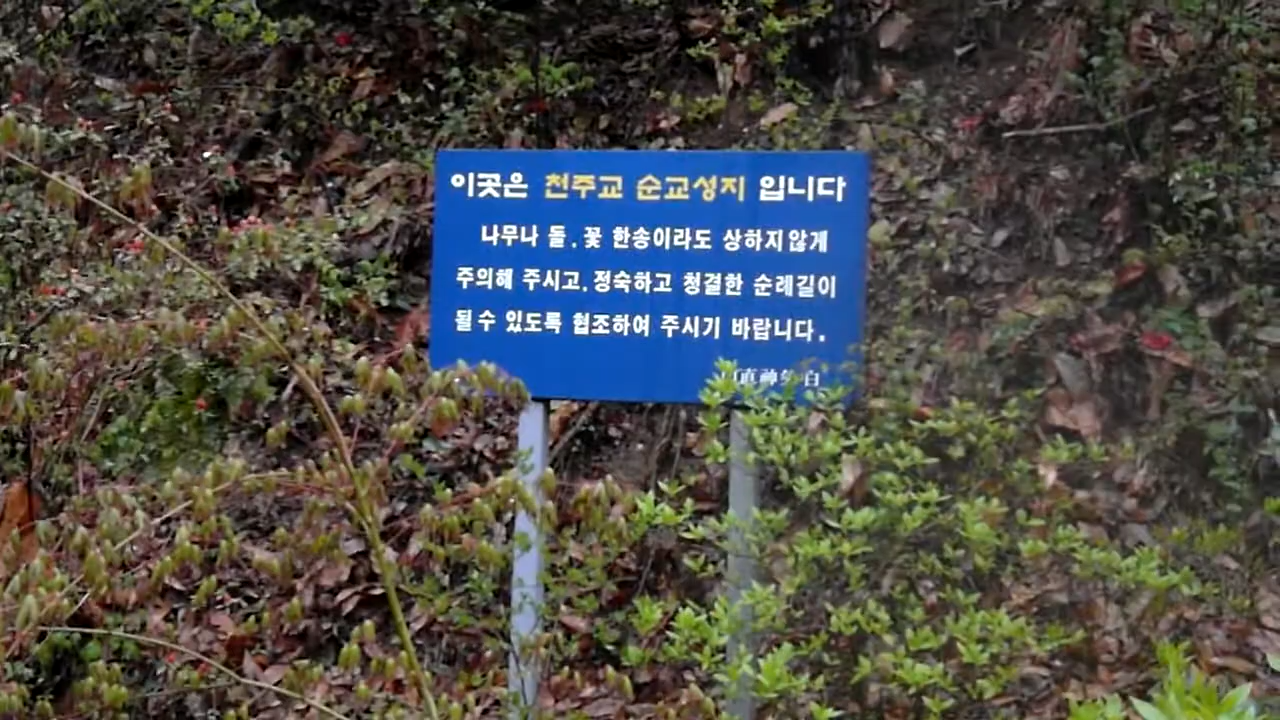 이곳은 천주교 순교성지 입니다
나무나 돌. 꽃 한송이라도 상하지않게
주의해 주시고, 정숙하고 청결한 순례길이
될 수 있도록 협조하여 주시기 바랍니다.
直神 白